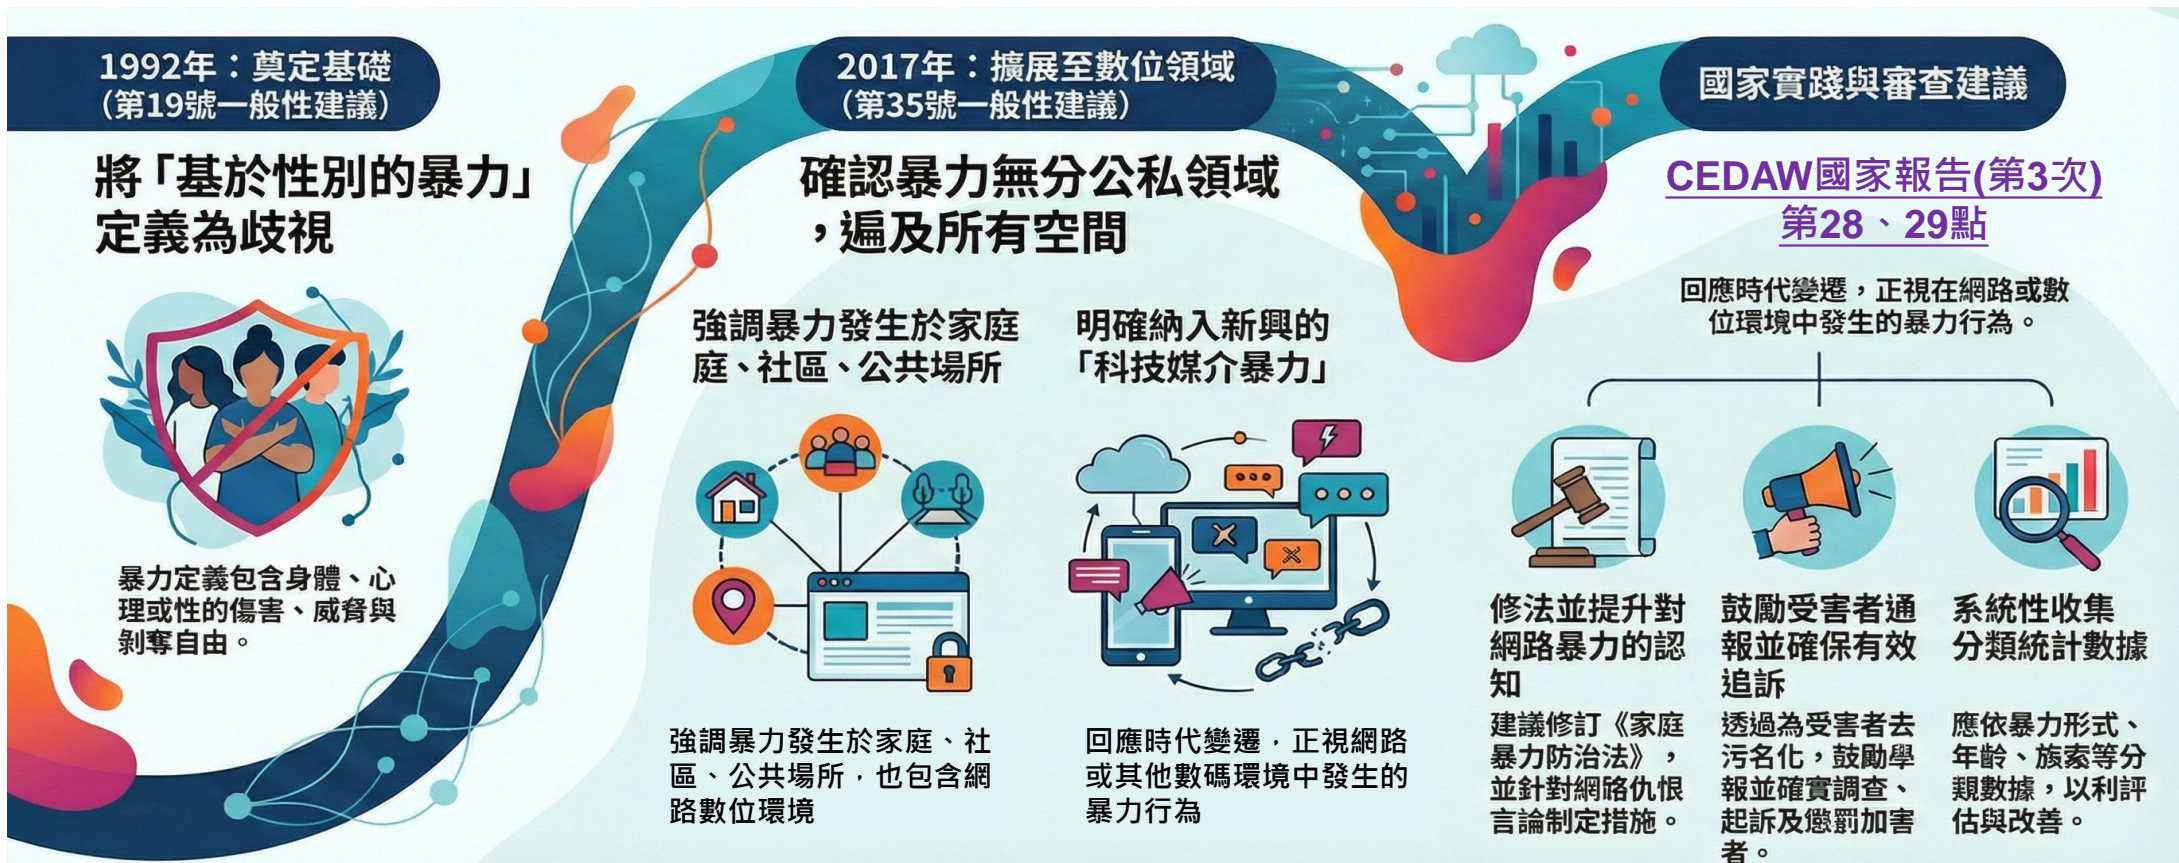 1992年：奠定基礎
（第19號一般性建議）
將「基於性別的暴力」
定義為歧視
暴力定義包含身體、心
理或性的傷害、威脅與
剝奪自由。
2017年：擴展至數位領域
（第35號一般性建議）
確認暴力無分公私領域
，遍及所有空間
強調暴力發生於家庭
庭、社區、公共場所
強調暴力發生於家庭、社
區、公共場所，也包含網
路數位環境
明確納入新興的
「科技媒介暴力」
回應時代變遷，正視網路
或其他數碼環境中發生的
暴力行為
國家實踐與審查建議
CEDAW國家報告(第3次)
第28、29點
回應時代變遷，正視在網路或數
位環境中發生的暴力行為。
修法並提升對
網路暴力的認
知
建議修訂《家庭
暴力防治法》，
並針對網路仇恨
言論制定措施。
鼓勵受害者通
報並確保有效
追訴
透過為受害者去
污名化，鼓勵學
報並確實調查、
起訴及懲罰加害
者。
系統性收集
分類統計數據
應依暴力形式、
年齡、族索等分
數據，以利評
估與改善。